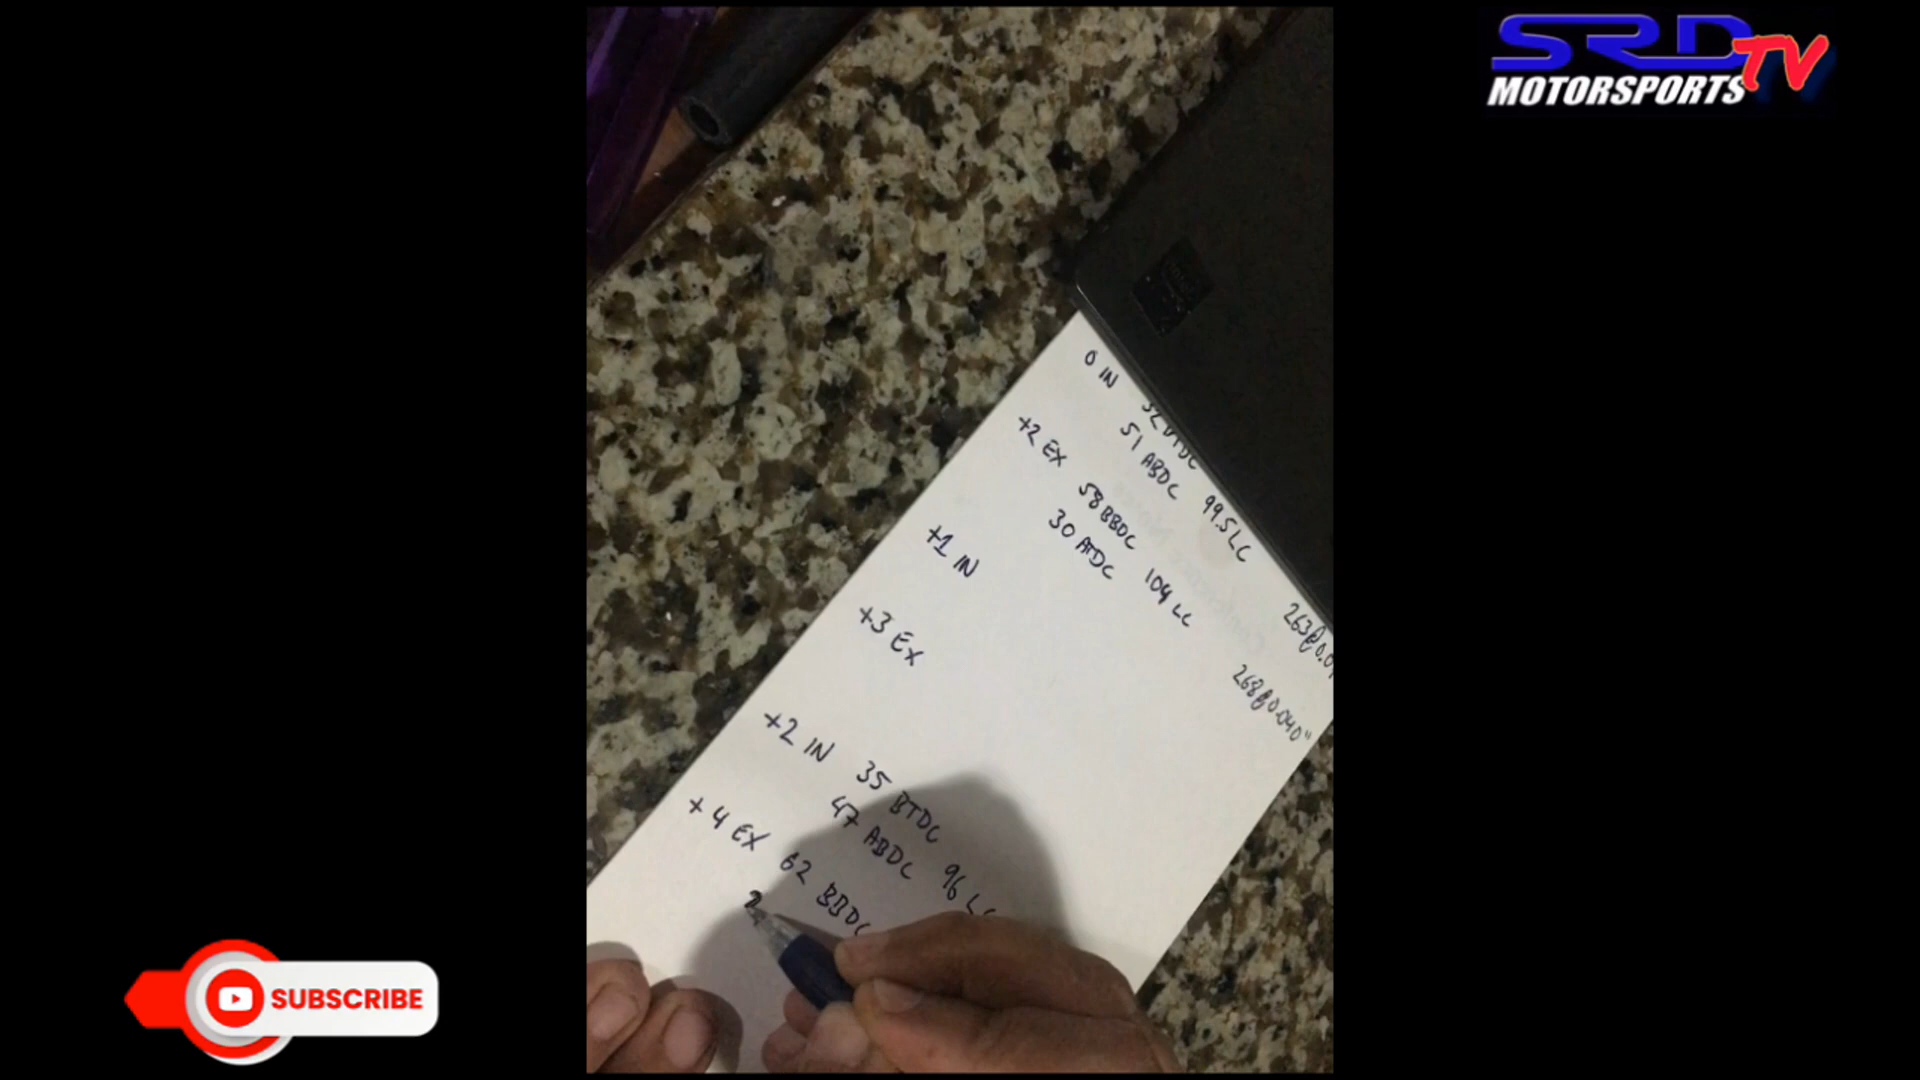 SRD TV
MOTORSPORTS
0 IN 32 BTDC
51 ABDC 99.5 LC 263@0.0
+2 EX 58 BBDC
30 ATDC 104 LC 268@0.040"
+1 IN
+3 EX
+2 IN 35 BTDC
47 ABDC 96 LC
+4 EX 62 BBDC
SUBSCRIBE